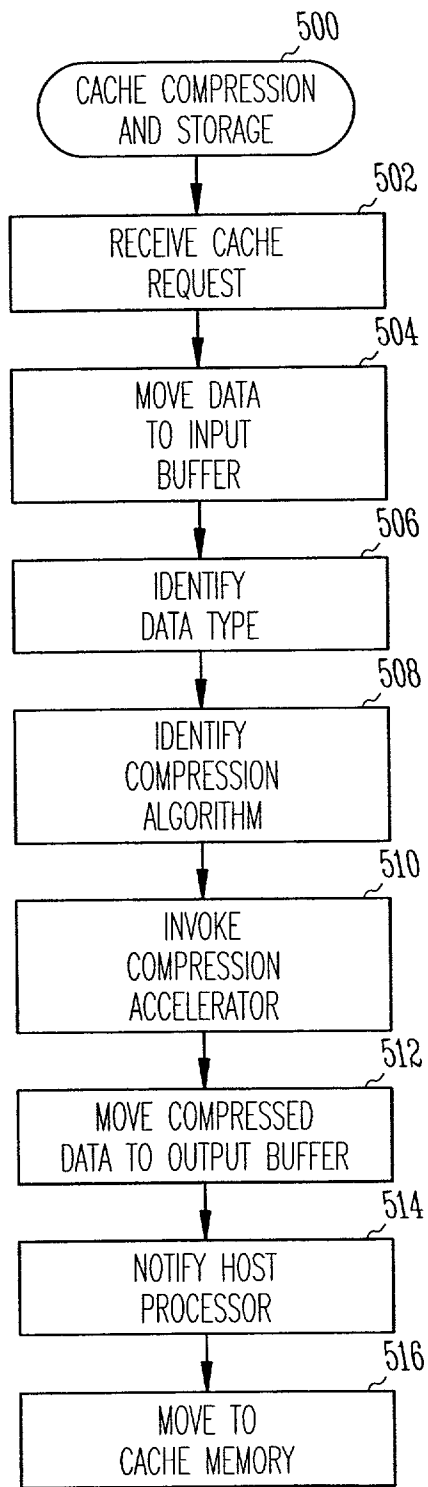 500
CACHE COMPRESSION
AND STORAGE
502
RECEIVE CACHE
REQUEST
504
MOVE DATA
TO INPUT
BUFFER
506
IDENTIFY
DATA TYPE
508
IDENTIFY
COMPRESSION
ALGORITHM
510
INVOKE
COMPRESSION
ACCELERATOR
512
MOVE COMPRESSED
DATA TO OUTPUT BUFFER
514
NOTIFY HOST
PROCESSOR
516
MOVE TO
CACHE MEMORY